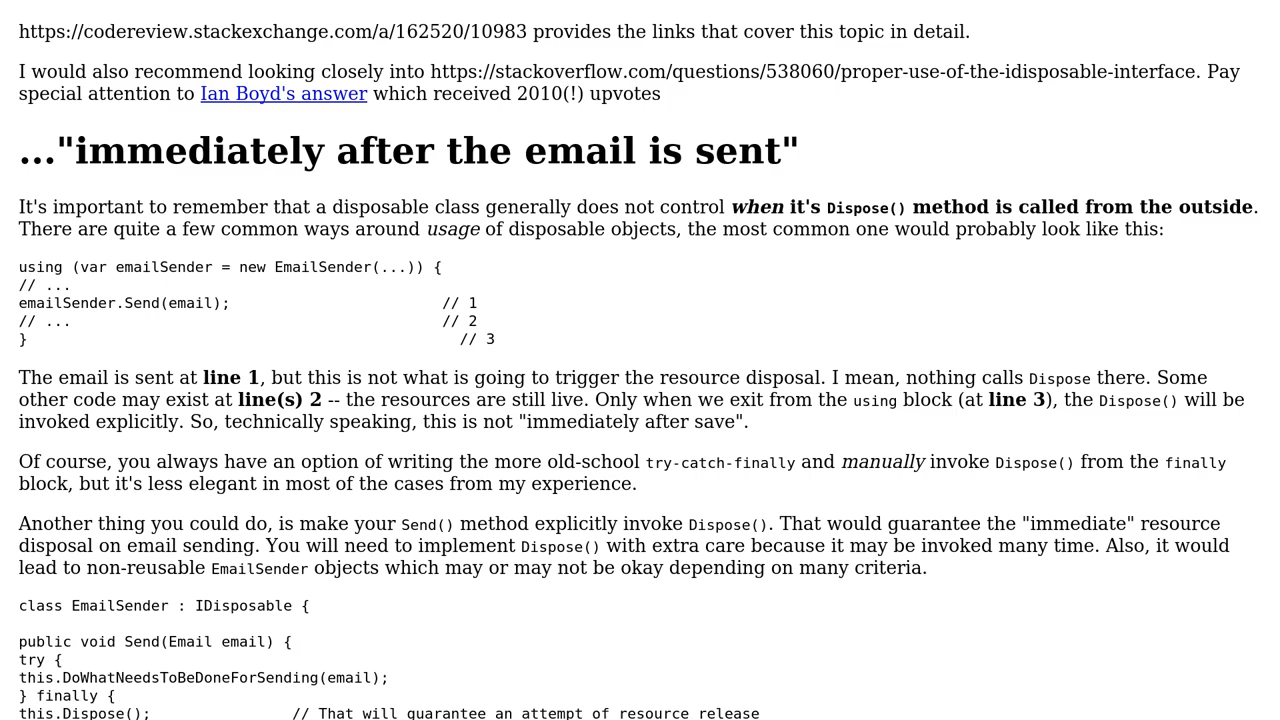 https://codereview.stackexchange.com/a/162520/10983 provides the links that cover this topic in detail.
I would also recommend looking closely into https://stackoverflow.com/questions/538060/proper-use-of-the-idisposable-interface. Pay
special attention to Ian Boyd's answer which received 2010(!) upvotes
..."immediately after the email is sent"
It's important to remember that a disposable class generally does not control when it's Dispose() method is called from the outside.
There are quite a few common ways around usage of disposable objects, the most common one would probably look like this:
using (var emailSender = new EmailSender(...)) {
// ...
emailSender.Send(email);                        // 1
// ...                                          // 2
}                                                 // 3
The email is sent at line 1, but this is not what is going to trigger the resource disposal. I mean, nothing calls Dispose there. Some
other code may exist at line(s) 2 -- the resources are still live. Only when we exit from the using block (at line 3), the Dispose() will be
invoked explicitly. So, technically speaking, this is not "immediately after save".
Of course, you always have an option of writing the more old-school try-catch-finally and manually invoke Dispose() from the finally
block, but it's less elegant in most of the cases from my experience.
Another thing you could do, is make your Send() method explicitly invoke Dispose(). That would guarantee the "immediate" resource
disposal on email sending. You will need to implement Dispose() with extra care because it may be invoked many time. Also, it would
lead to non-reusable EmailSender objects which may or may not be okay depending on many criteria.
class EmailSender : IDisposable {
public void Send(Email email) {
try {
this.DoWhatNeedsToBeDoneForSending(email);
} finally {
this.Dispose();                // That will guarantee an attempt of resource release